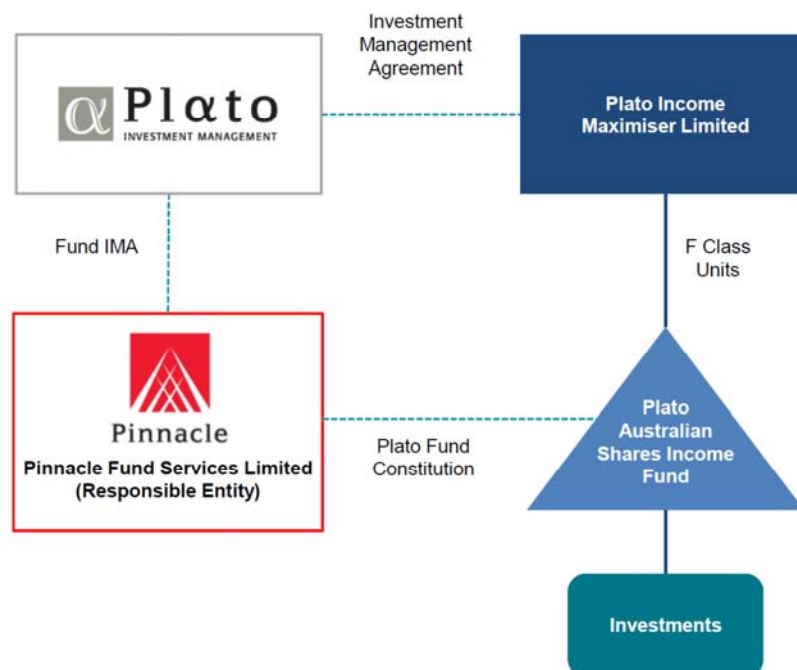 Investment
Management
Agreement
α Plαto
INVESTMENT MANAGEMENT
Plato Income
Maximiser Limited
Fund IMA
F Class
Units
Pinnacle
Pinnacle Fund Services Limited
(Responsible Entity)
Plato Fund
Constitution
Plato
Australian
Shares Income
Fund
Investments